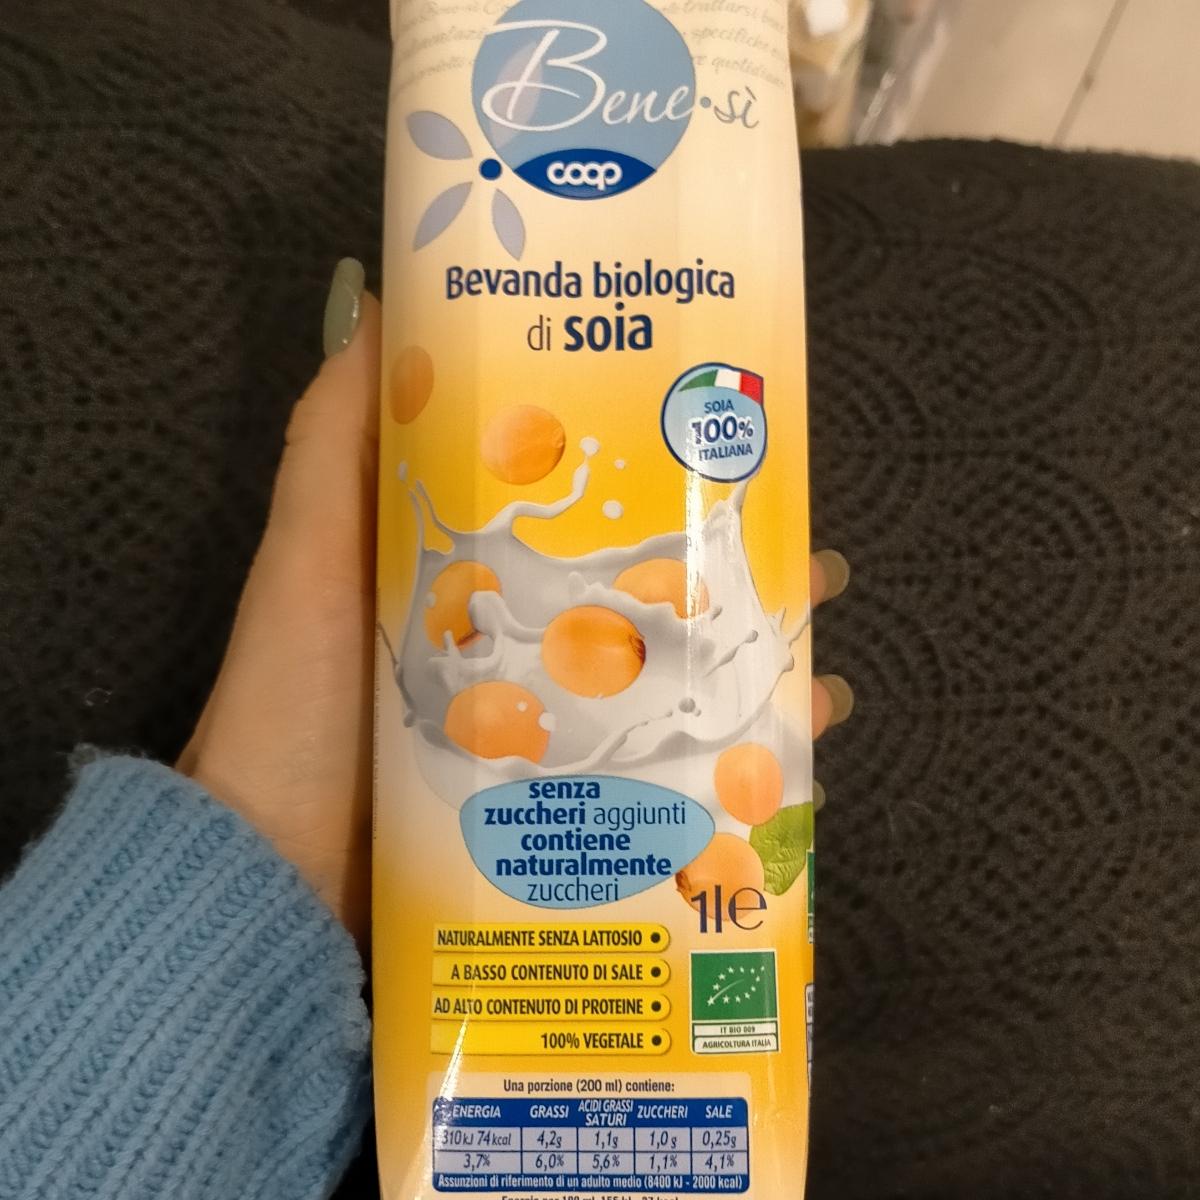 trattarsi
specifiche
quotidian
Bene•sì
coop
Bevanda biologica
di soia
SOIA
100%
ITALIANA
senza
zuccheri aggiunti
contiene
naturalmente
zuccheri
1l e
NATURALMENTE SENZA LATTOSIO •
A BASSO CONTENUTO DI SALE •
AD ALTO CONTENUTO DI PROTEINE •
100% VEGETALE •
IT BIO 009
AGRICOLTURA ITALIA
Una porzione (200 ml) contiene:
ENERGIA GRASSI ACIDI GRASSI SATURI ZUCCHERI SALE
310 kJ 74 kcal 4,2g 1,1g 1,0 g 0,25g
3,7% 6,0% 5,6% 1,1% 4,1%
Assunzioni di riferimento di un adulto medio (8400 kJ - 2000 kcal)